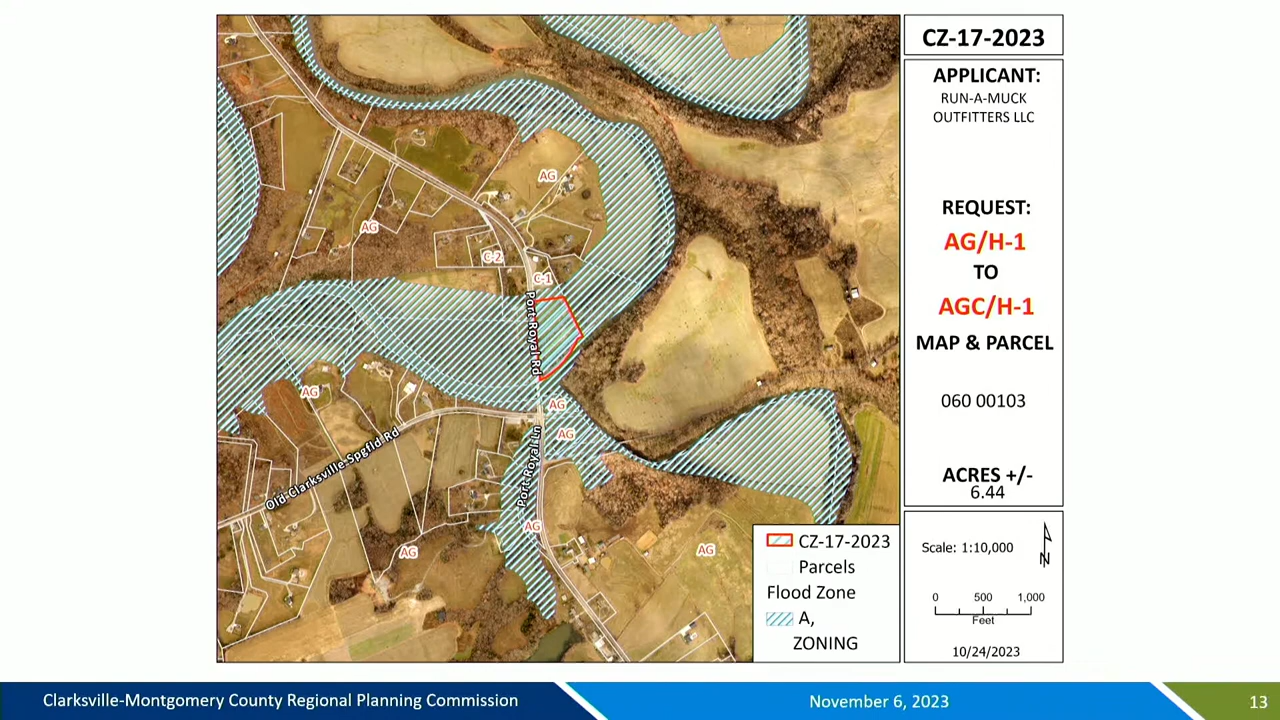 CZ-17-2023
APPLICANT:
RUN-A-MUCK
OUTFITTERS LLC
REQUEST:
AG/H-1
TO
AGC/H-1
MAP & PARCEL
060 00103
ACRES +/-
6.44
Scale: 1:10,000
N
0 500 1,000
Feet
10/24/2023
AG
AG
C-2
C-1
Port Royal Rd
AG
AG
AG
Old Clarksville-Spgfld Rd
Port Royal Ln
AG
AG
AG
CZ-17-2023
Parcels
Flood Zone
A,
ZONING
Clarksville-Montgomery County Regional Planning Commission
November 6, 2023
13